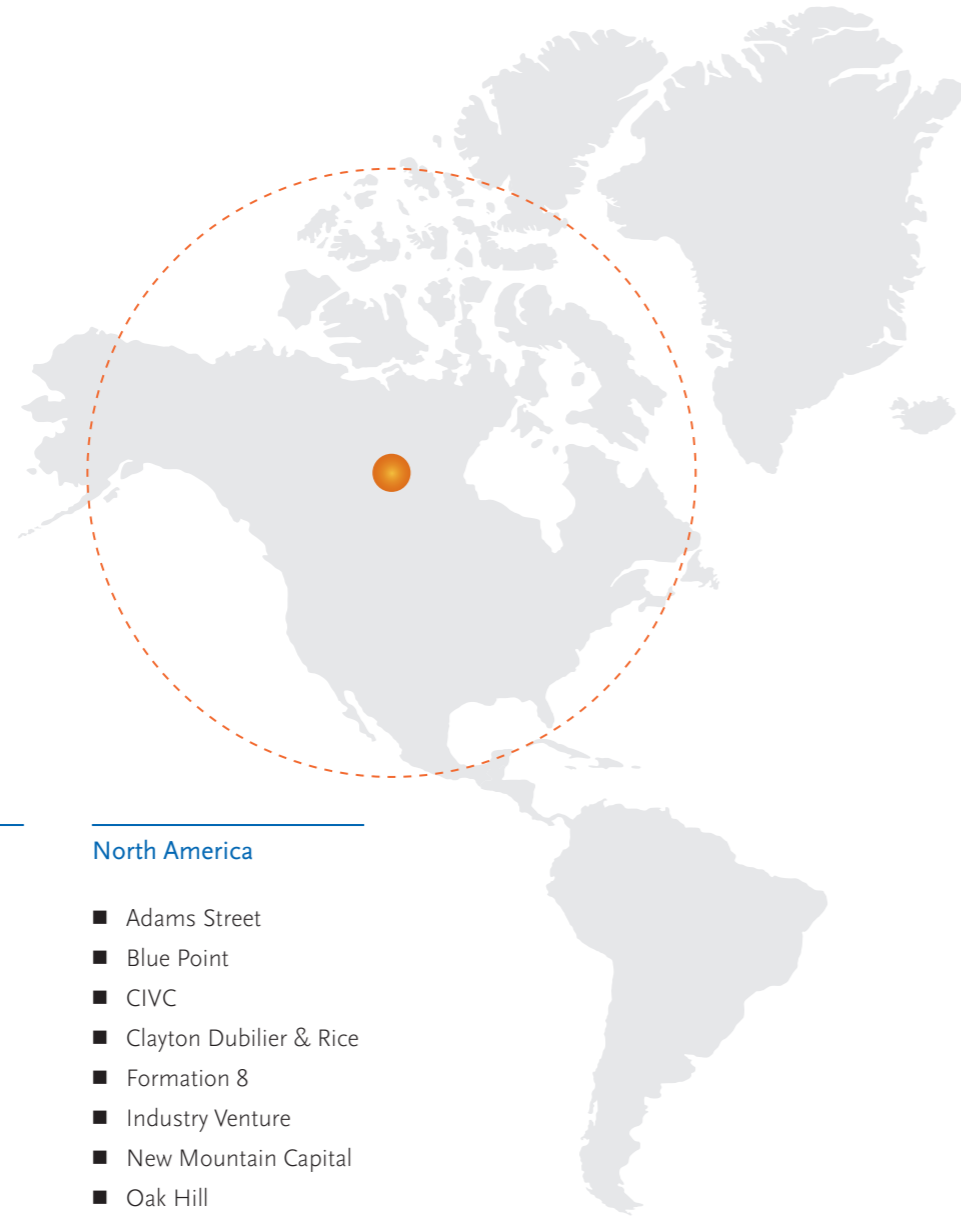 North America
■ Adams Street
■ Blue Point
■ CIVC
■ Clayton Dubilier & Rice
■ Formation 8
■ Industry Venture
■ New Mountain Capital
■ Oak Hill